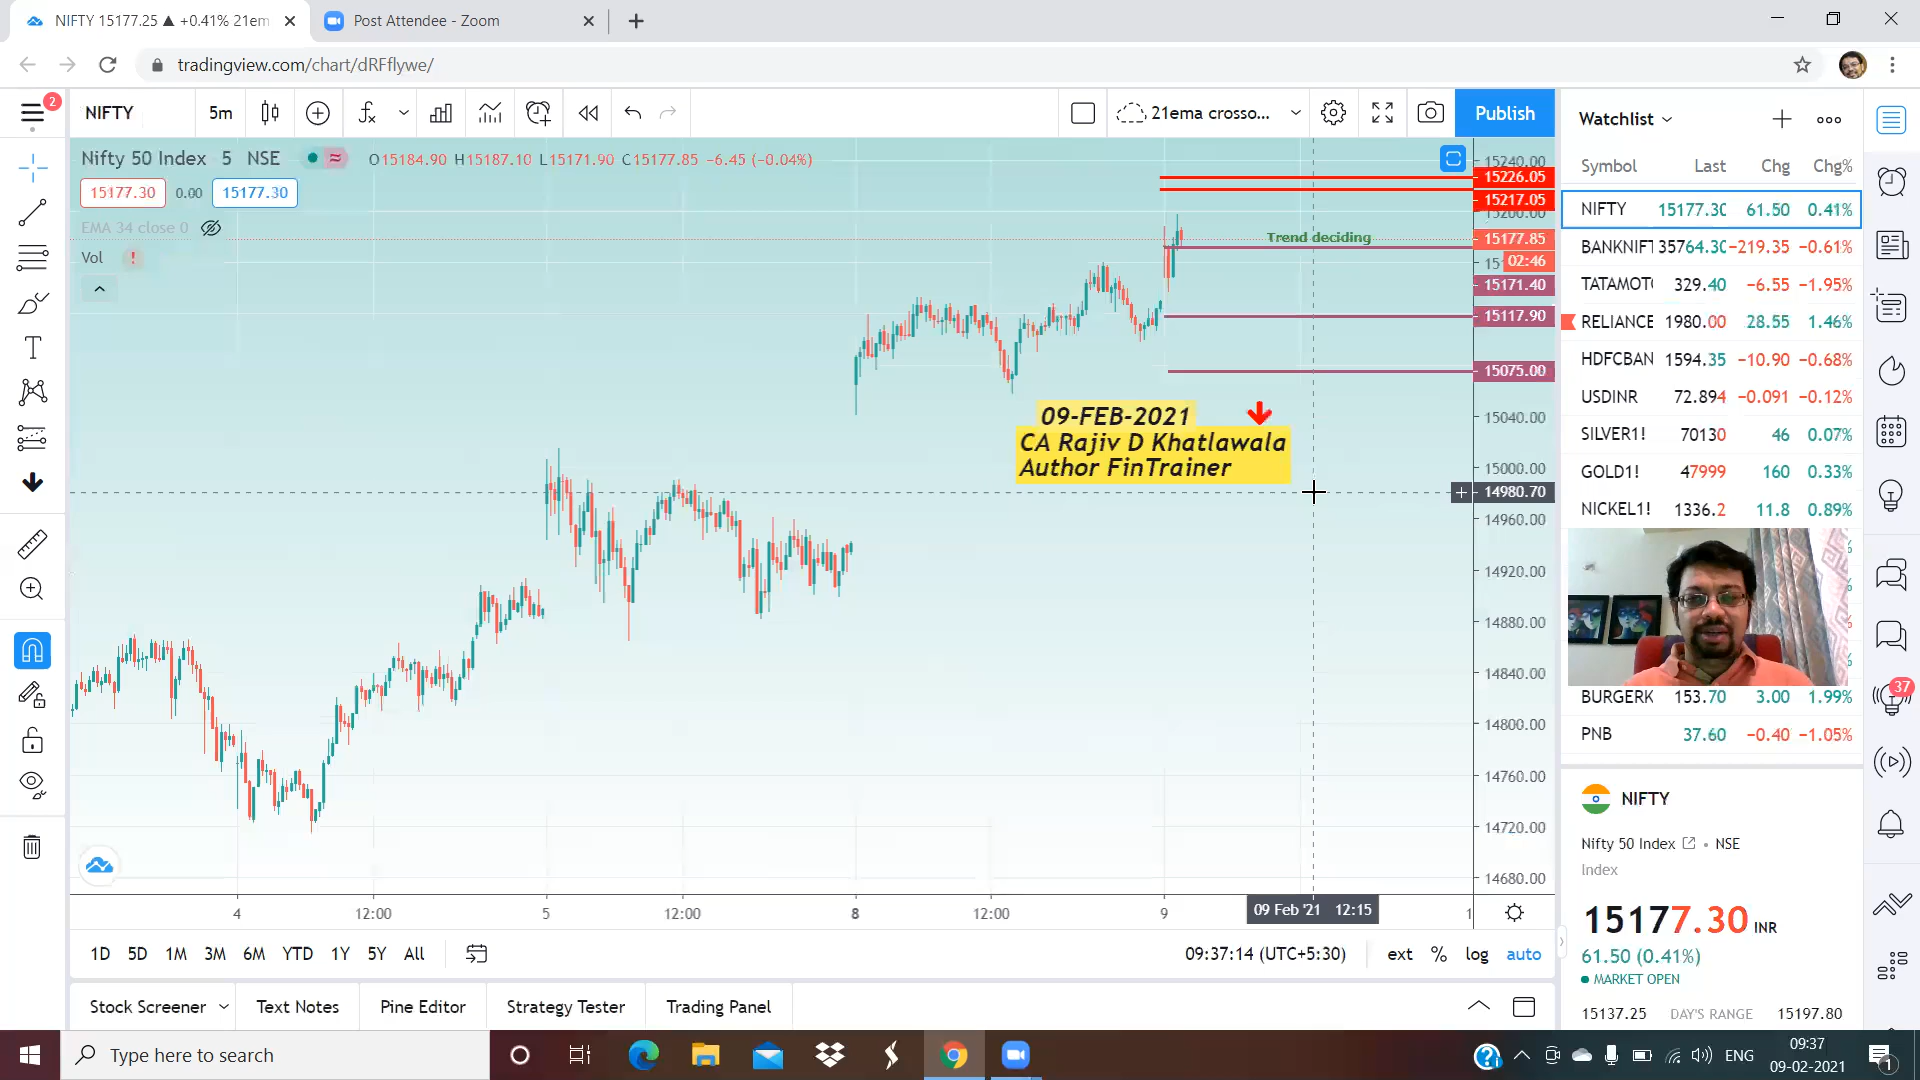 NIFTY 15177.25 ▲ +0.41% 21em
Post Attendee - Zoom
tradingview.com/chart/dRFflywe/
2
NIFTY
5m
21ema crosso...
Publish
Watchlist
Nifty 50 Index 5 NSE
O15184.90 H15187.10 L15171.90 C15177.85 −6.45 (−0.04%)
15177.30 0.00 15177.30
EMA 34 close 0
Vol !
Trend deciding
09-FEB-2021
CA Rajiv D Khatlawala
Author FinTrainer
15240.00
15226.05
15217.05
15200.00
15177.85
02:46
15171.40
15117.90
15075.00
15040.00
15000.00
14980.70
14960.00
14920.00
14880.00
14840.00
14800.00
14760.00
14720.00
14680.00
4 12:00 5 12:00 8 12:00 9 09 Feb '21 12:15 1
1D 5D 1M 3M 6M YTD 1Y 5Y All
09:37:14 (UTC+5:30) ext % log auto
Stock Screener Text Notes Pine Editor Strategy Tester Trading Panel
Symbol Last Chg Chg%
NIFTY 15177.30 61.50 0.41%
BANKNIFT 35764.30 −219.35 −0.61%
TATAMOT 329.40 −6.55 −1.95%
RELIANCE 1980.00 28.55 1.46%
HDFCBAN 1594.35 −10.90 −0.68%
USDINR 72.894 −0.091 −0.12%
SILVER1! 70130 46 0.07%
GOLD1! 47999 160 0.33%
NICKEL1! 1336.2 11.8 0.89%
BURGERK 153.70 3.00 1.99%
PNB 37.60 −0.40 −1.05%
37
NIFTY
Nifty 50 Index • NSE
Index
15177.30 INR
61.50 (0.41%)
MARKET OPEN
15137.25 DAY'S RANGE 15197.80
Type here to search
ENG
09:37
09-02-2021
1